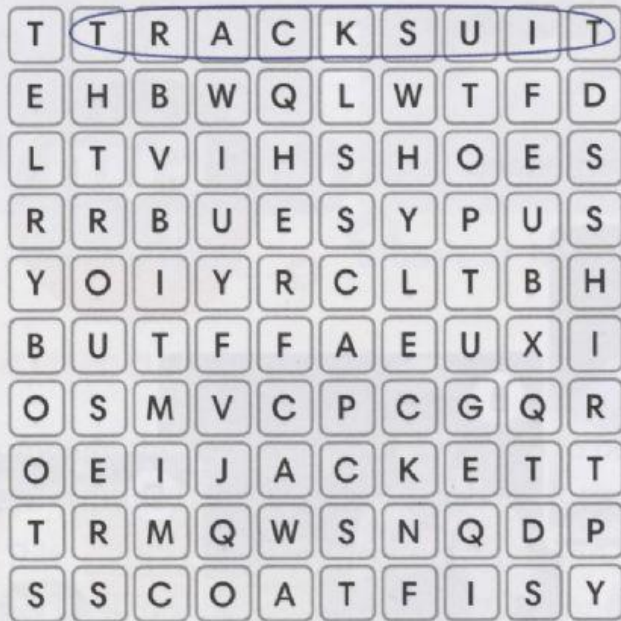 T T R A C K S U I T
E H B W Q L W T F D
L T V I H S H O E S
R R B U E S Y P U S
Y O I Y R C L T B H
B U T F F A E U X I
O S M V C P C G Q R
O E I J A C K E T T
T R M Q W S N Q D P
S S C O A T F I S Y